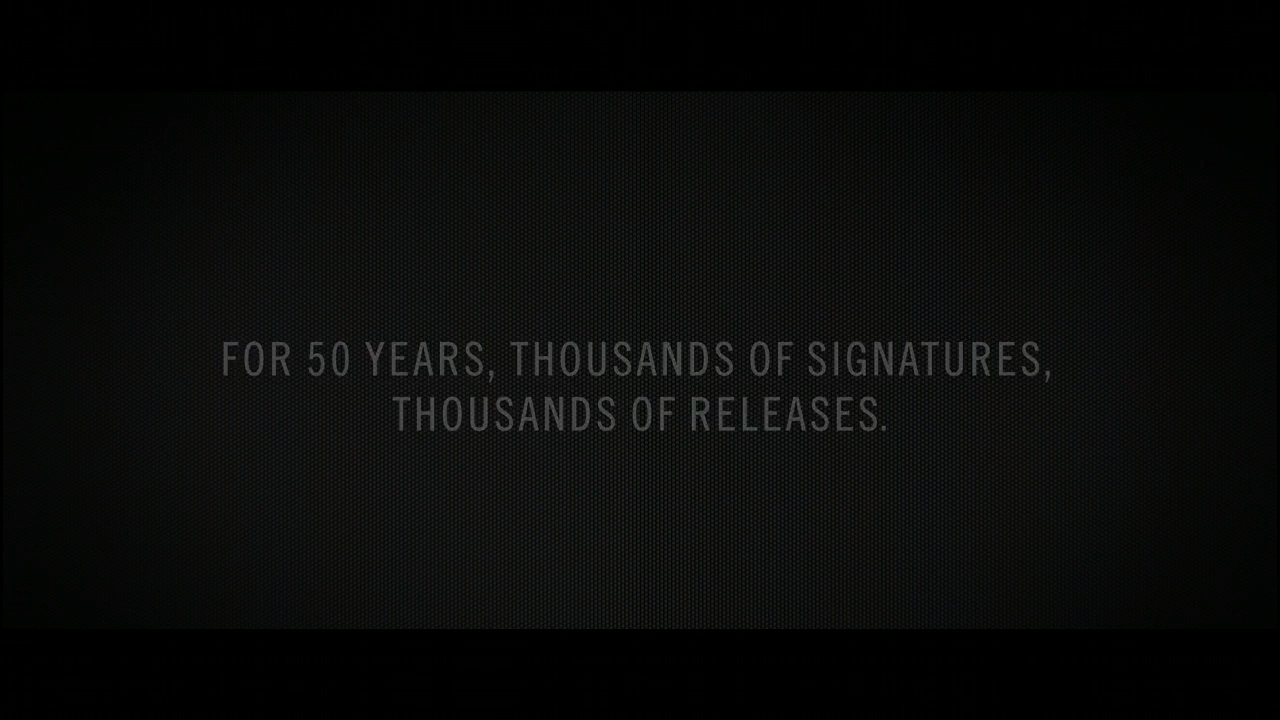 FOR 50 YEARS, THOUSANDS OF SIGNATURES,
THOUSANDS OF RELEASES.